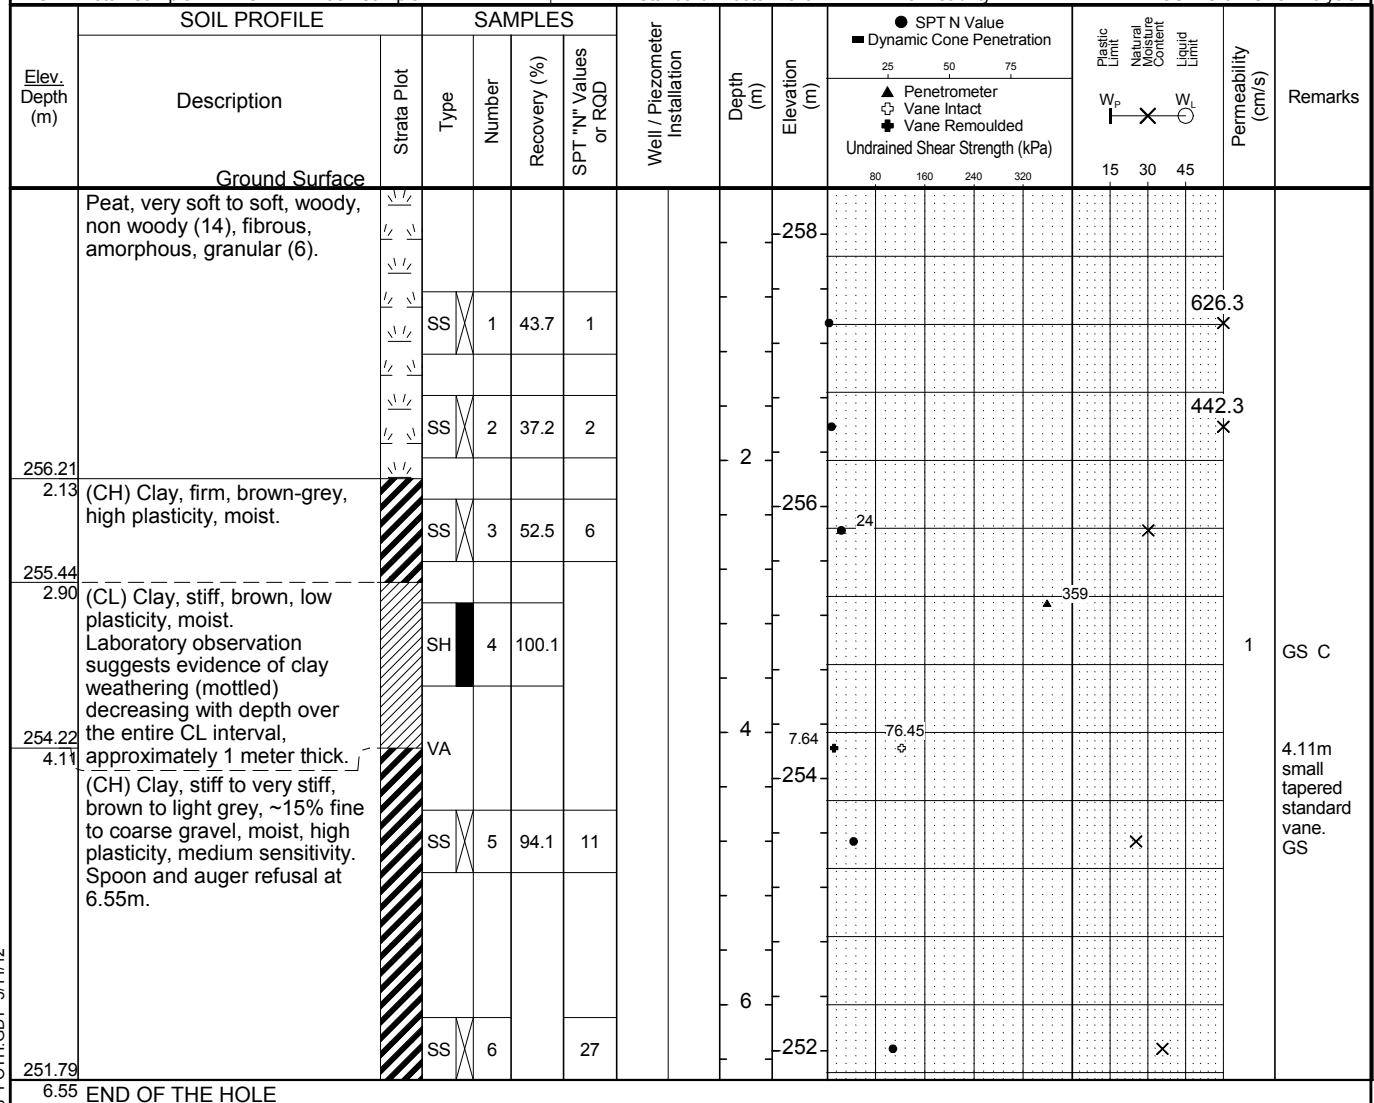 SOIL PROFILE
SAMPLES
Elev.
Depth
(m)
Description
Ground Surface
Strata Plot
Type
Number
Recovery (%)
SPT "N" Values
or RQD
Well / Piezometer
Installation
Depth
(m)
Elevation
(m)
SPT N Value
Dynamic Cone Penetration
25 50 75
Penetrometer
Vane Intact
Vane Remoulded
Undrained Shear Strength (kPa)
80 160 240 320
Plastic
Limit
Natural
Moisture
Content
Liquid
Limit
WP WL
15 30 45
Permeability
(cm/s)
Remarks
Peat, very soft to soft, woody,
non woody (14), fibrous,
amorphous, granular (6).
258
SS 1 43.7 1
626.3
SS 2 37.2 2
442.3
2
256.21
2.13
(CH) Clay, firm, brown-grey,
high plasticity, moist.
256
SS 3 52.5 6
24
255.44
2.90
(CL) Clay, stiff, brown, low
plasticity, moist.
Laboratory observation
suggests evidence of clay
weathering (mottled)
decreasing with depth over
the entire CL interval,
approximately 1 meter thick.
359
SH 4 100.1
1
GS C
4
254.22
4.11
VA
7.64
76.45
254
4.11m
small
tapered
standard
vane.
GS
(CH) Clay, stiff to very stiff,
brown to light grey, ~15% fine
to coarse gravel, moist, high
plasticity, medium sensitivity.
Spoon and auger refusal at
6.55m.
SS 5 94.1 11
6
SS 6 27
252
251.79
6.55
END OF THE HOLE